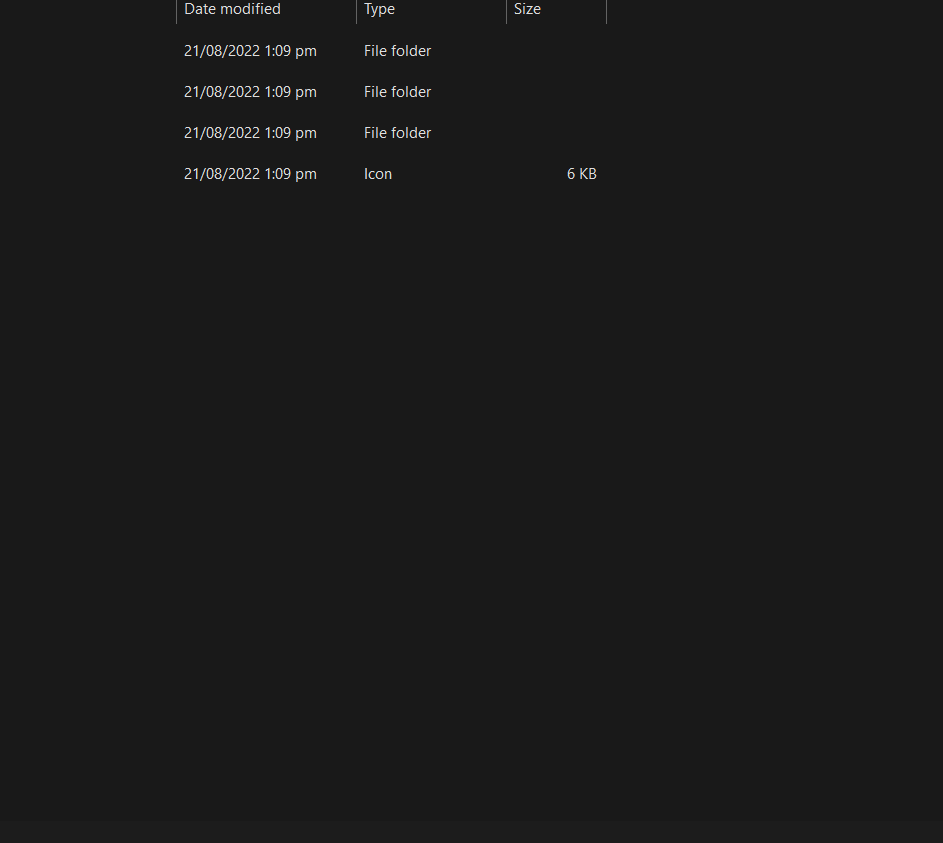 Date modified Type Size
21/08/2022 1:09 pm File folder
21/08/2022 1:09 pm File folder
21/08/2022 1:09 pm File folder
21/08/2022 1:09 pm Icon 6 KB